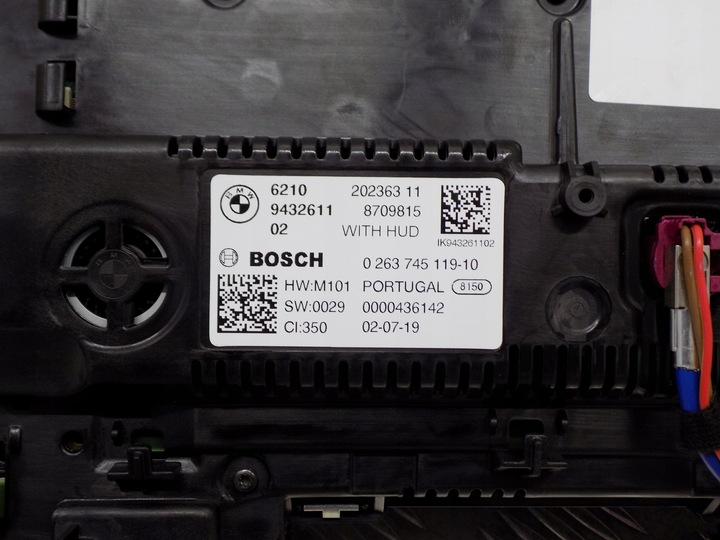 BMW
6210 202363 11
9432611 8709815
02 WITH HUD
IK943261102
BOSCH 0 263 745 119-10
HW:M101 PORTUGAL 8150
SW:0029 0000436142
CI:350 02-07-19